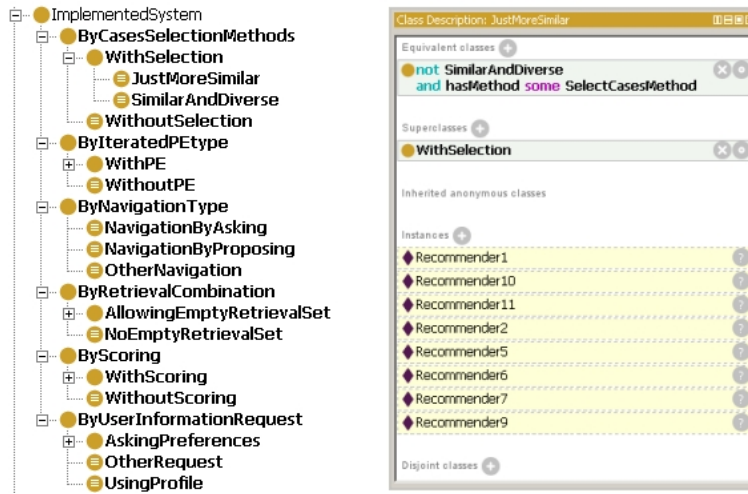 ImplementedSystem
ByCasesSelectionMethods
WithSelection
JustMoreSimilar
SimilarAndDiverse
WithoutSelection
ByIteratedPEtype
WithPE
WithoutPE
ByNavigationType
NavigationByAsking
NavigationByProposing
OtherNavigation
ByRetrievalCombination
AllowingEmptyRetrievalSet
NoEmptyRetrievalSet
ByScoring
WithScoring
WithoutScoring
ByUserInformationRequest
AskingPreferences
OtherRequest
UsingProfile
Class Description: JustMoreSimilar
Equivalent classes
not SimilarAndDiverse
and hasMethod some SelectCasesMethod
Superclasses
WithSelection
Inherited anonymous classes
Instances
Recommender1
Recommender10
Recommender11
Recommender2
Recommender5
Recommender6
Recommender7
Recommender9
Disjoint classes